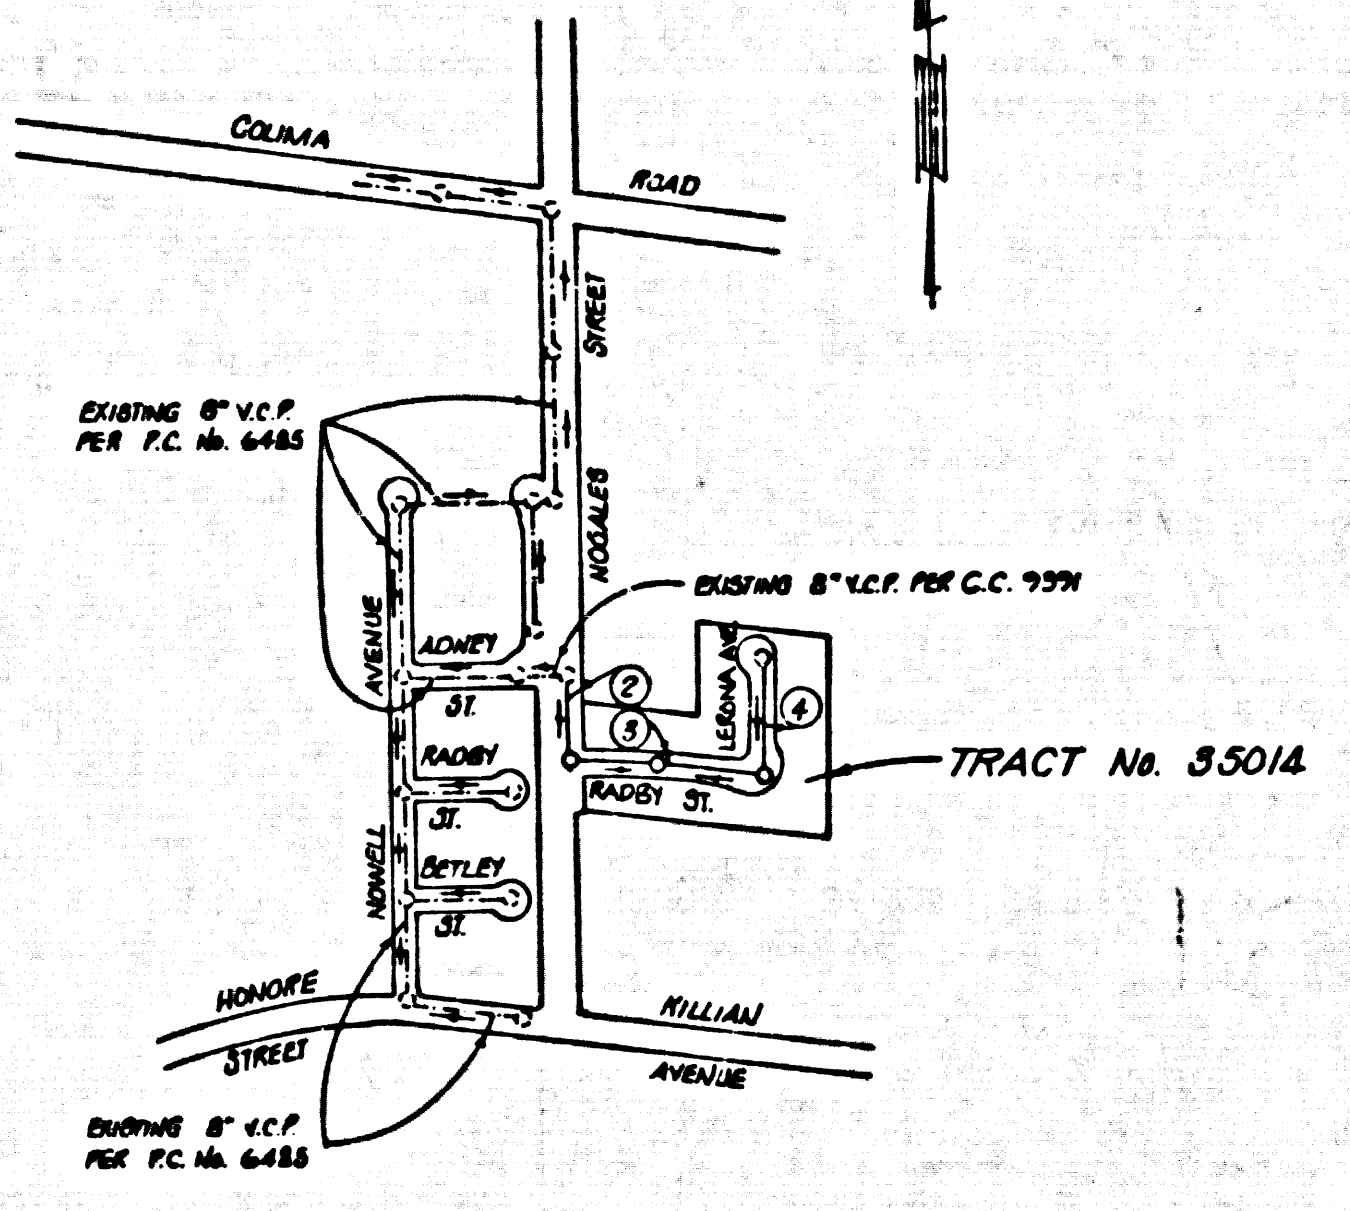 COLIMA
ROAD
STREET
EXISTING 8" V.C.P.
PER P.C. No. 6485
NOGALES
EXISTING 8" V.C.P. PER C.C. 9391
AVENUE
ADNEY
ST.
LERONA AVE.
2
3
4
RADBY
ST.
TRACT No. 35014
RADBY ST.
NOWELL
BETLEY
ST.
HONORE
STREET
KILLIAN
AVENUE
EXISTING 8" V.C.P.
PER P.C. No. 6485